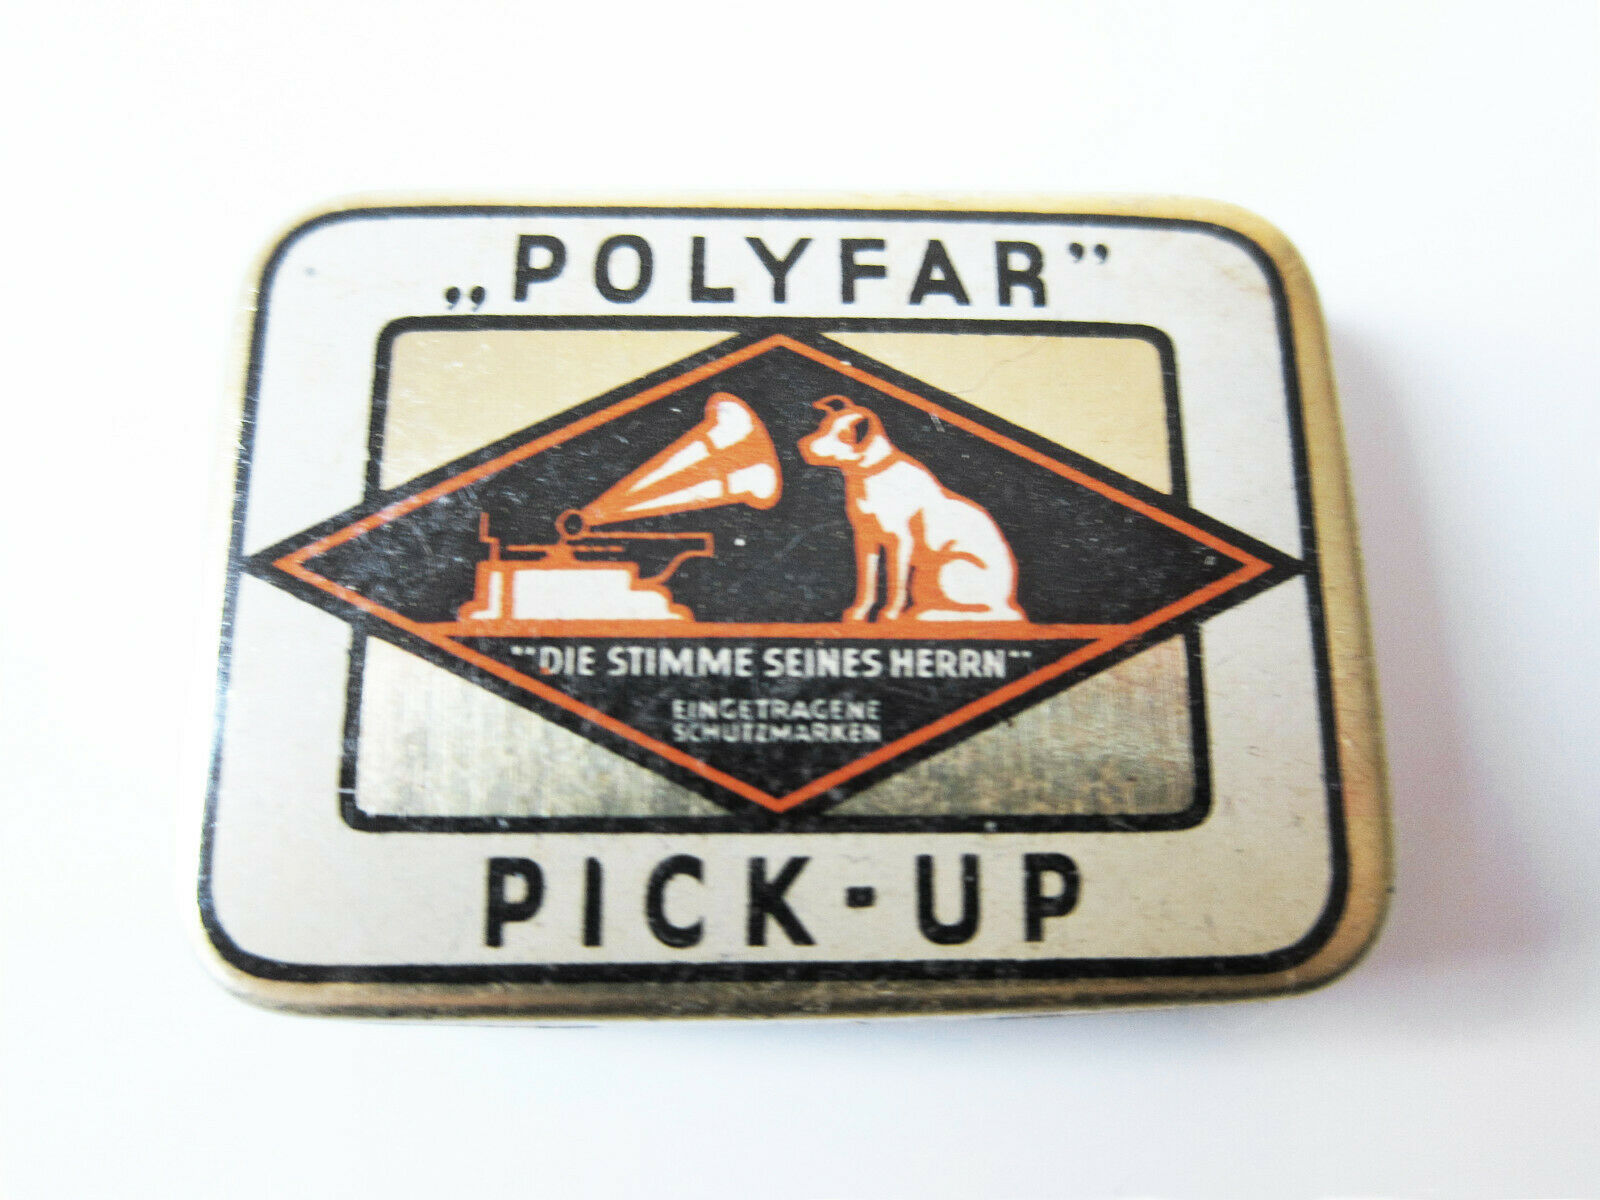 „POLYFAR”
"DIE STIMME SEINES HERRN"
EINGETRAGENE
SCHUTZMARKEN
PICK-UP